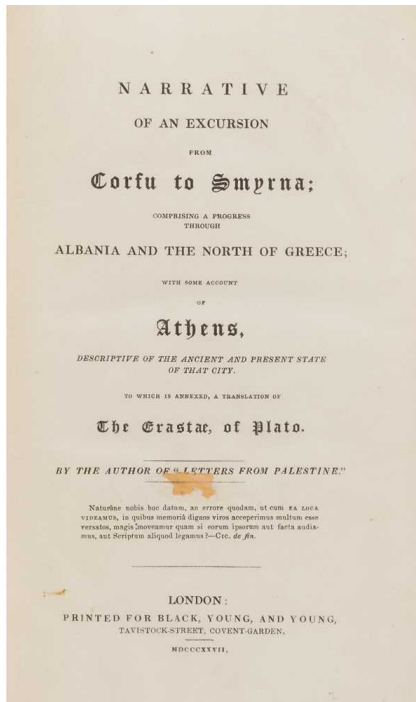 NARRATIVE
OF AN EXCURSION
FROM
Corfu to Smyrna;
COMPRISING A PROGRESS
THROUGH
ALBANIA AND THE NORTH OF GREECE;
WITH SOME ACCOUNT
OF
Athens,
DESCRIPTIVE OF THE ANCIENT AND PRESENT STATE
OF THAT CITY.
TO WHICH IS ANNEXED, A TRANSLATION OF
The Erastae, of Plato.
BY THE AUTHOR OF "LETTERS FROM PALESTINE."
Naturâne nobis hoc datum, an errore quodam, ut cum EA LOCA
VIDEAMUS, in quibus memoriâ dignos viros acceperimus multum esse
versatos, magis moveamur quam si eorum ipsorum aut facta audia-
mus, aut Scriptum aliquod legamus?—CIC. de fin.
LONDON:
PRINTED FOR BLACK, YOUNG, AND YOUNG,
TAVISTOCK-STREET, COVENT-GARDEN.
MDCCCXXVII.